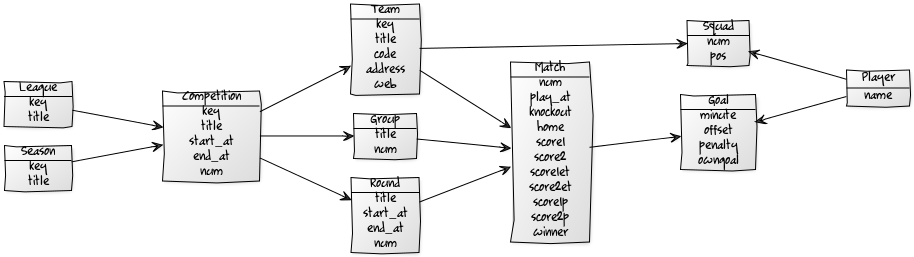 League
key
title
Season
key
title
Competition
key
title
start_at
end_at
num
Team
key
title
code
address
web
Group
title
num
Round
title
start_at
end_at
num
Match
num
play_at
knockout
home
score1
score2
score1et
score2et
score1p
score2p
winner
Squad
num
pos
Goal
minute
offset
penalty
owngoal
Player
name